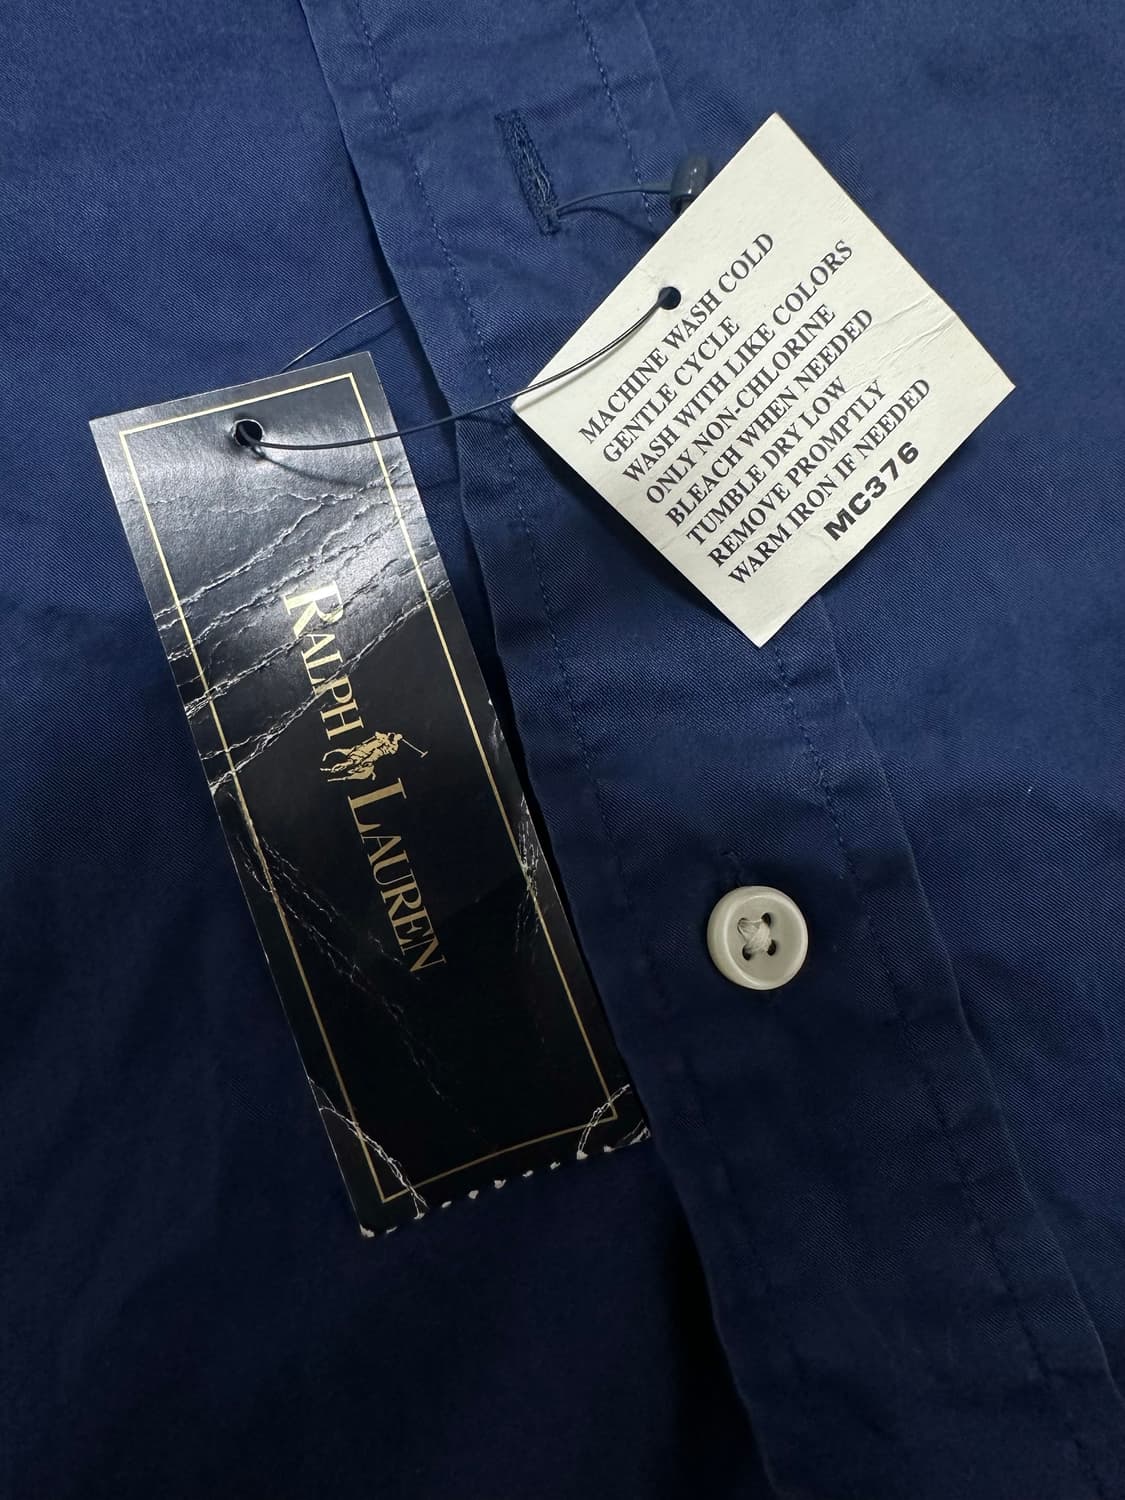 RALPH LAUREN
MACHINE WASH COLD
GENTLE CYCLE
WASH WITH LIKE COLORS
ONLY NON-CHLORINE
BLEACH WHEN NEEDED
TUMBLE DRY LOW
REMOVE PROMPTLY
WARM IRON IF NEEDED
MC376